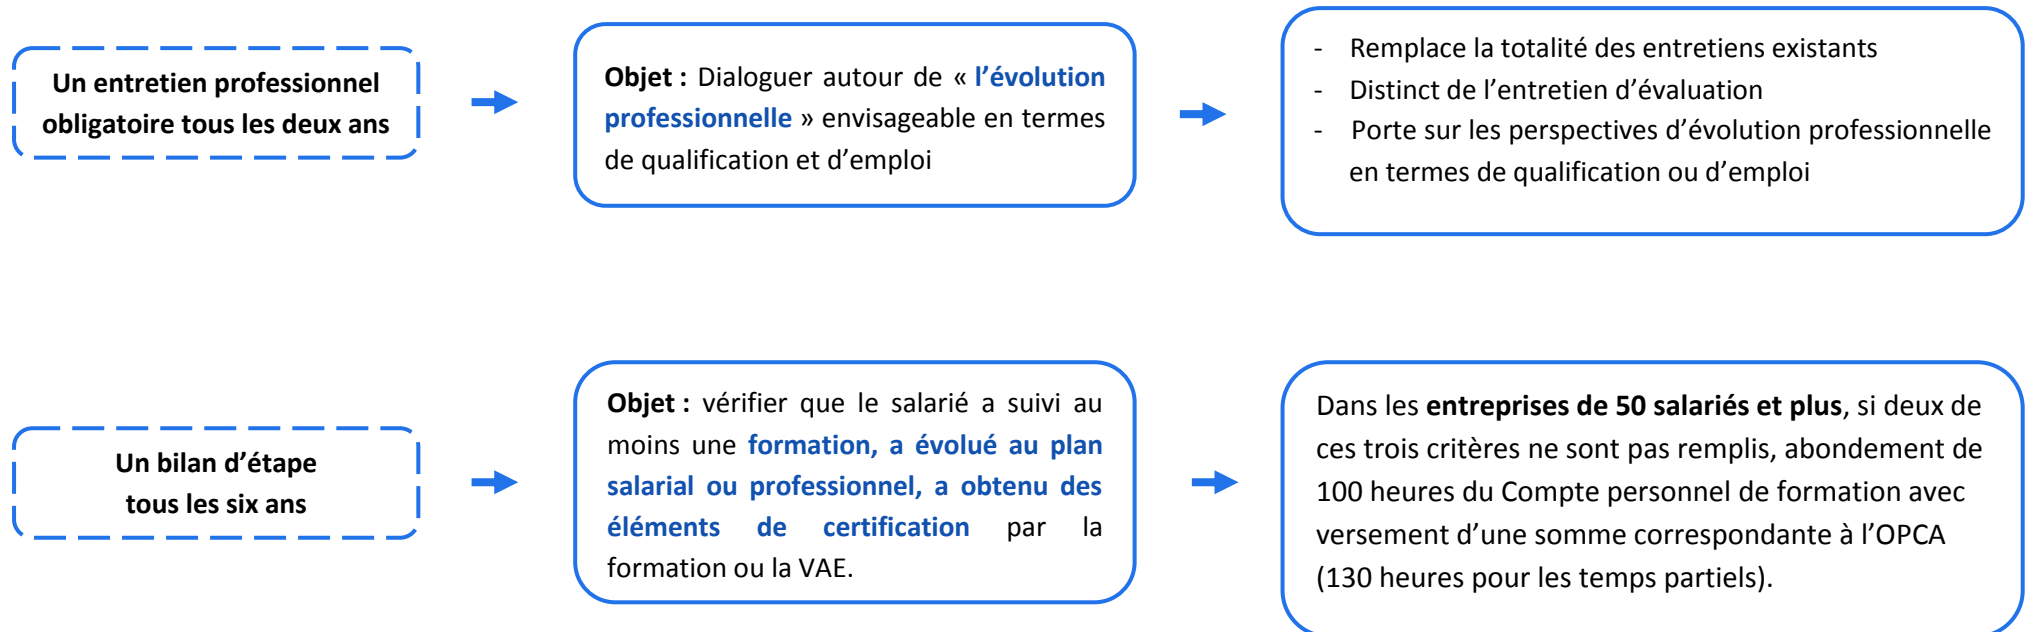 Un entretien professionnel
obligatoire tous les deux ans
Objet : Dialoguer autour de « l’évolution
professionnelle » envisageable en termes
de qualification et d’emploi
- Remplace la totalité des entretiens existants
- Distinct de l’entretien d’évaluation
- Porte sur les perspectives d’évolution professionnelle
en termes de qualification ou d’emploi
Un bilan d’étape
tous les six ans
Objet : vérifier que le salarié a suivi au
moins une formation, a évolué au plan
salarial ou professionnel, a obtenu des
éléments de certification par la
formation ou la VAE.
Dans les entreprises de 50 salariés et plus, si deux de
ces trois critères ne sont pas remplis, abondement de
100 heures du Compte personnel de formation avec
versement d’une somme correspondante à l’OPCA
(130 heures pour les temps partiels).